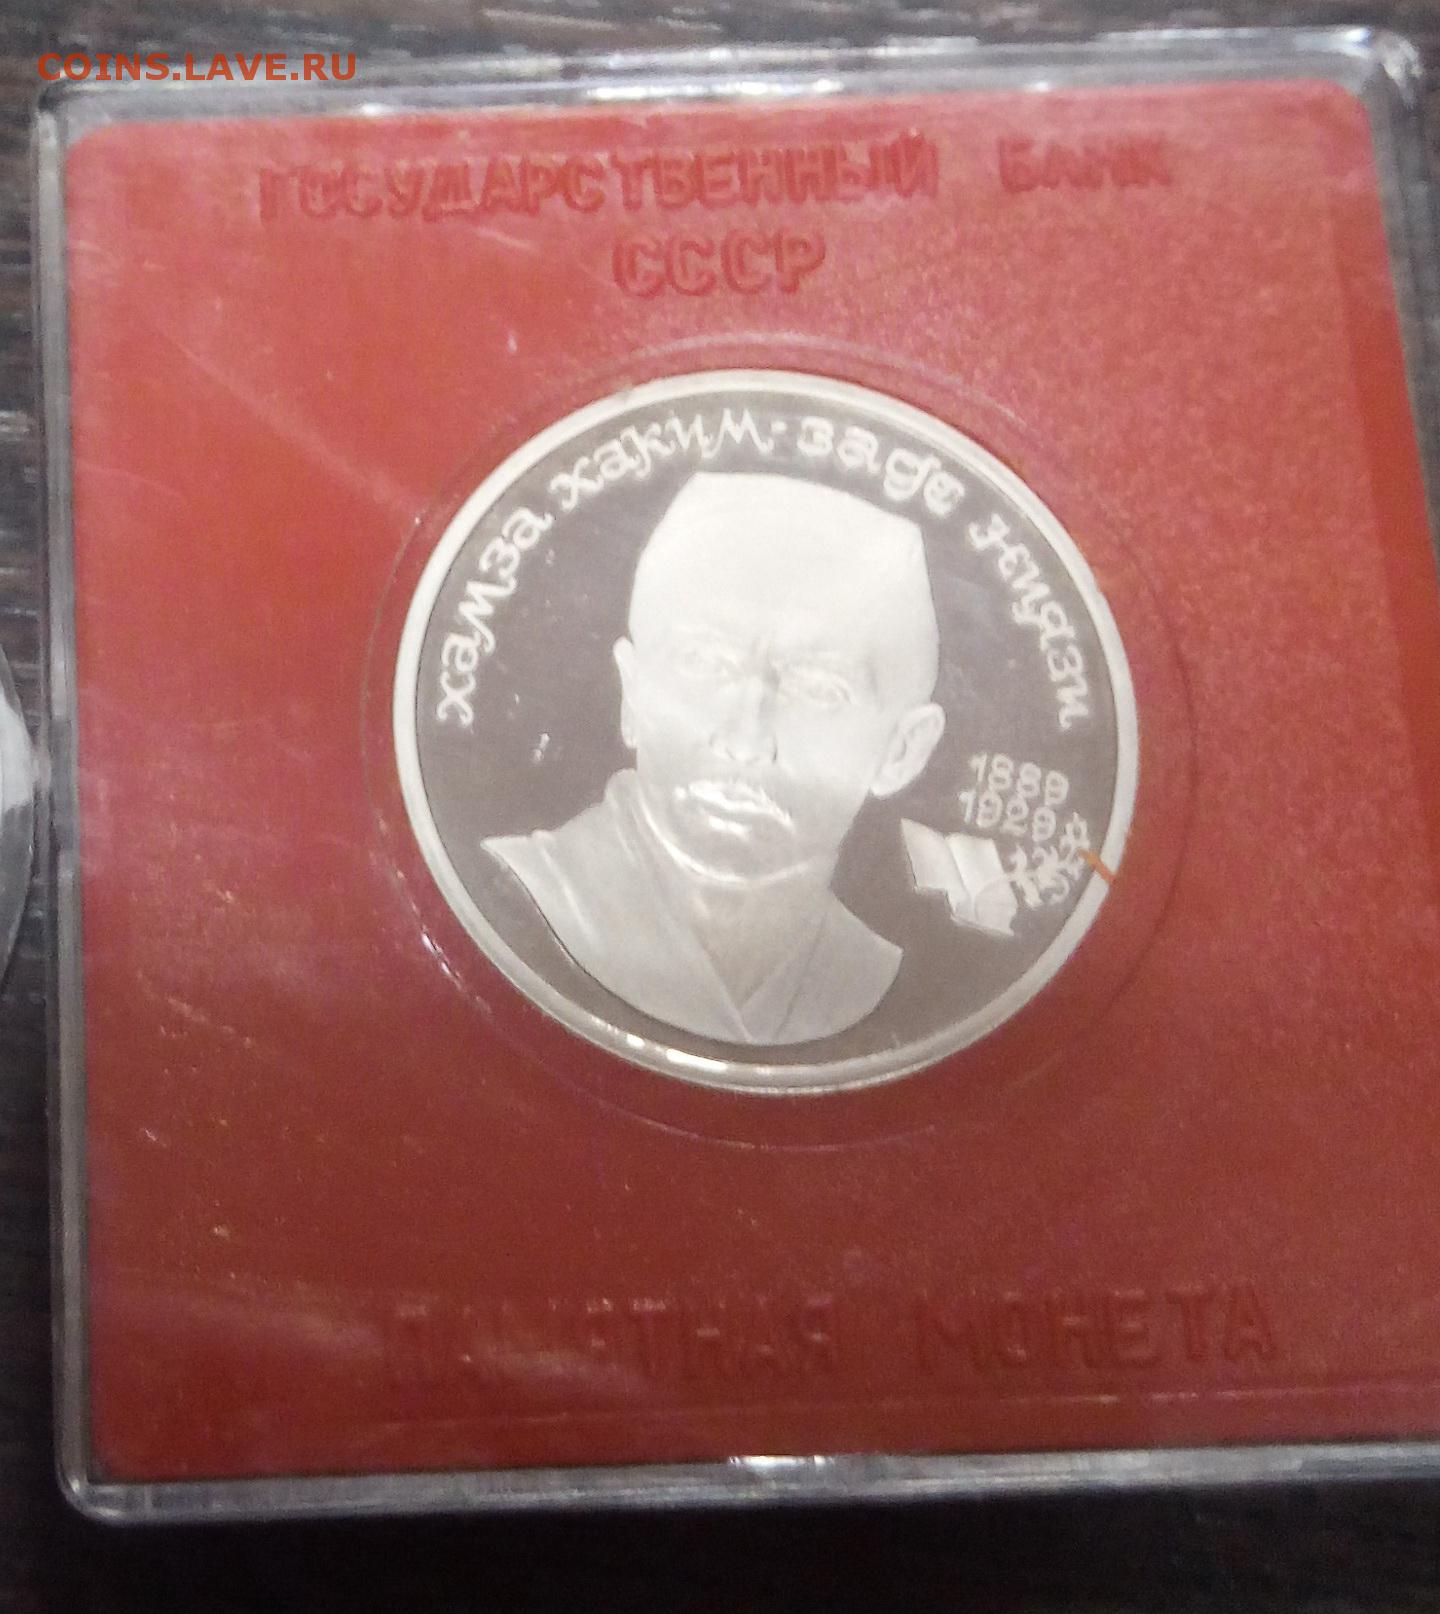 COINS.LAVE.RU
ГОСУДАРСТВЕННЫЙ БАНК
СССР
хамза хаким-заде ниязи
1889
1929
ПАМЯТНАЯ МОНЕТА